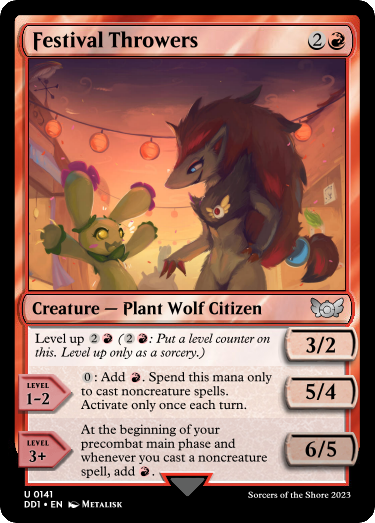 Festival Throwers 2
Creature — Plant Wolf Citizen
Level up 2 ( 2 : Put a level counter on
this. Level up only as a sorcery.)
3/2
LEVEL
1-2
0: Add . Spend this mana only
to cast noncreature spells.
Activate only once each turn.
5/4
LEVEL
3+
At the beginning of your
precombat main phase and
whenever you cast a noncreature
spell, add .
6/5
U 0141
DD1 • EN METALISK
Sorcers of the Shore 2023